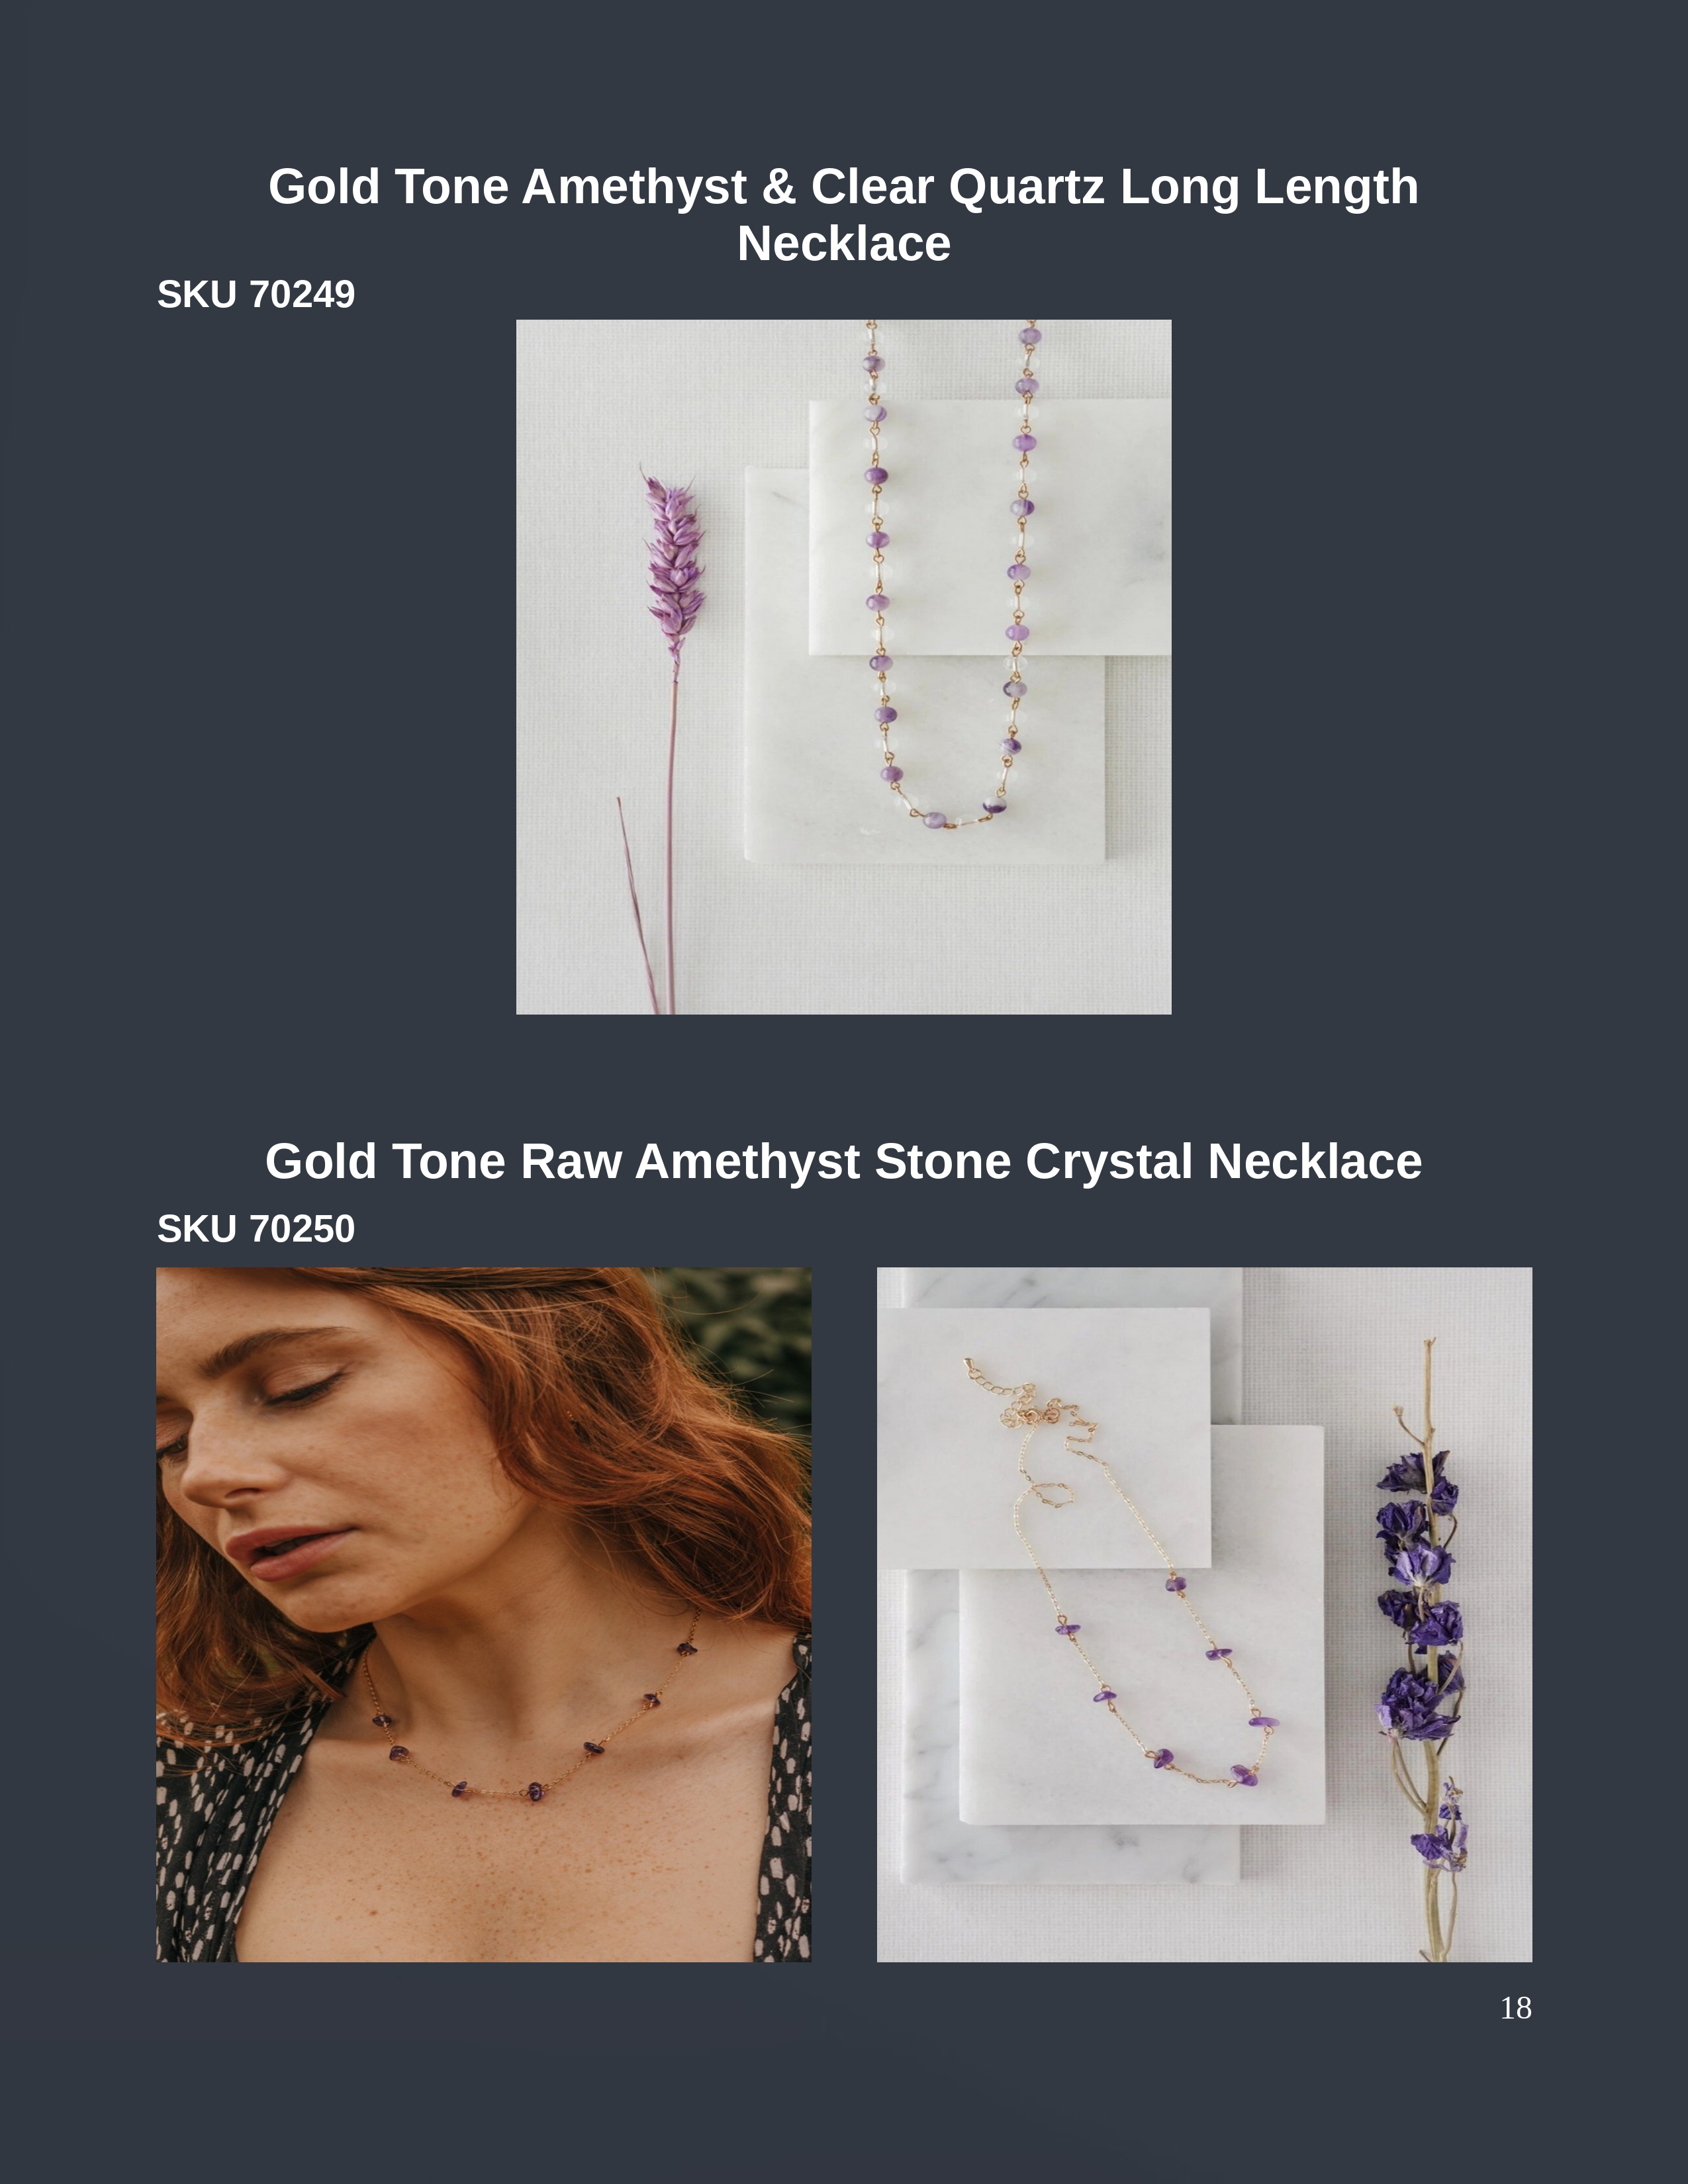 Gold Tone Amethyst & Clear Quartz Long Length
Necklace
SKU 70249
Gold Tone Raw Amethyst Stone Crystal Necklace
SKU 70250
18